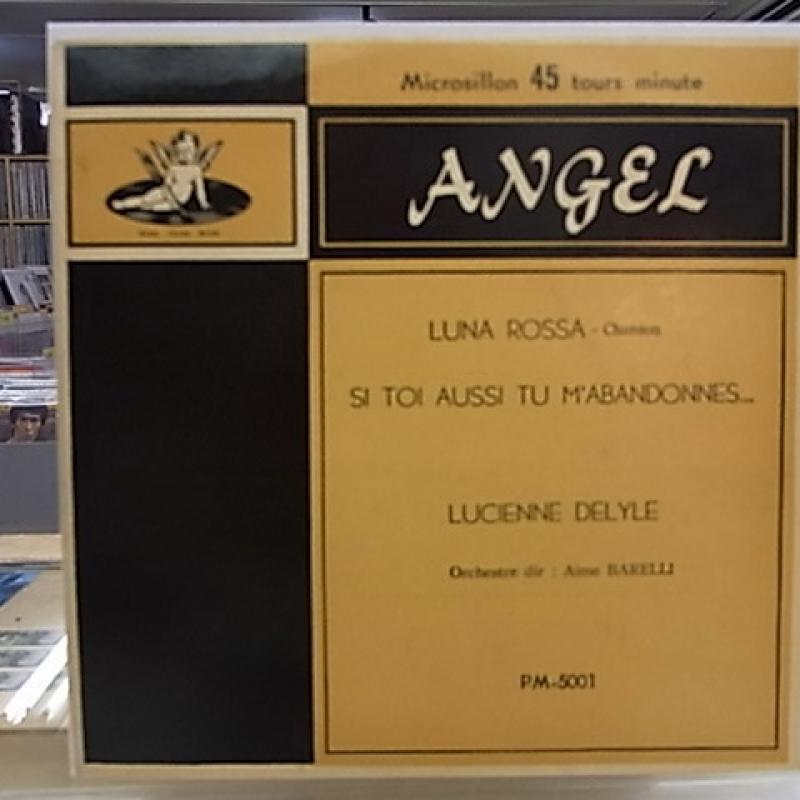 Microsillon 45 tours minute
ANGEL
LUNA ROSSA - Chanson
SI TOI AUSSI TU M'ABANDONNES...
LUCIENNE DELYLE
Orchestre dir : Aime BARELLI
PM-5001